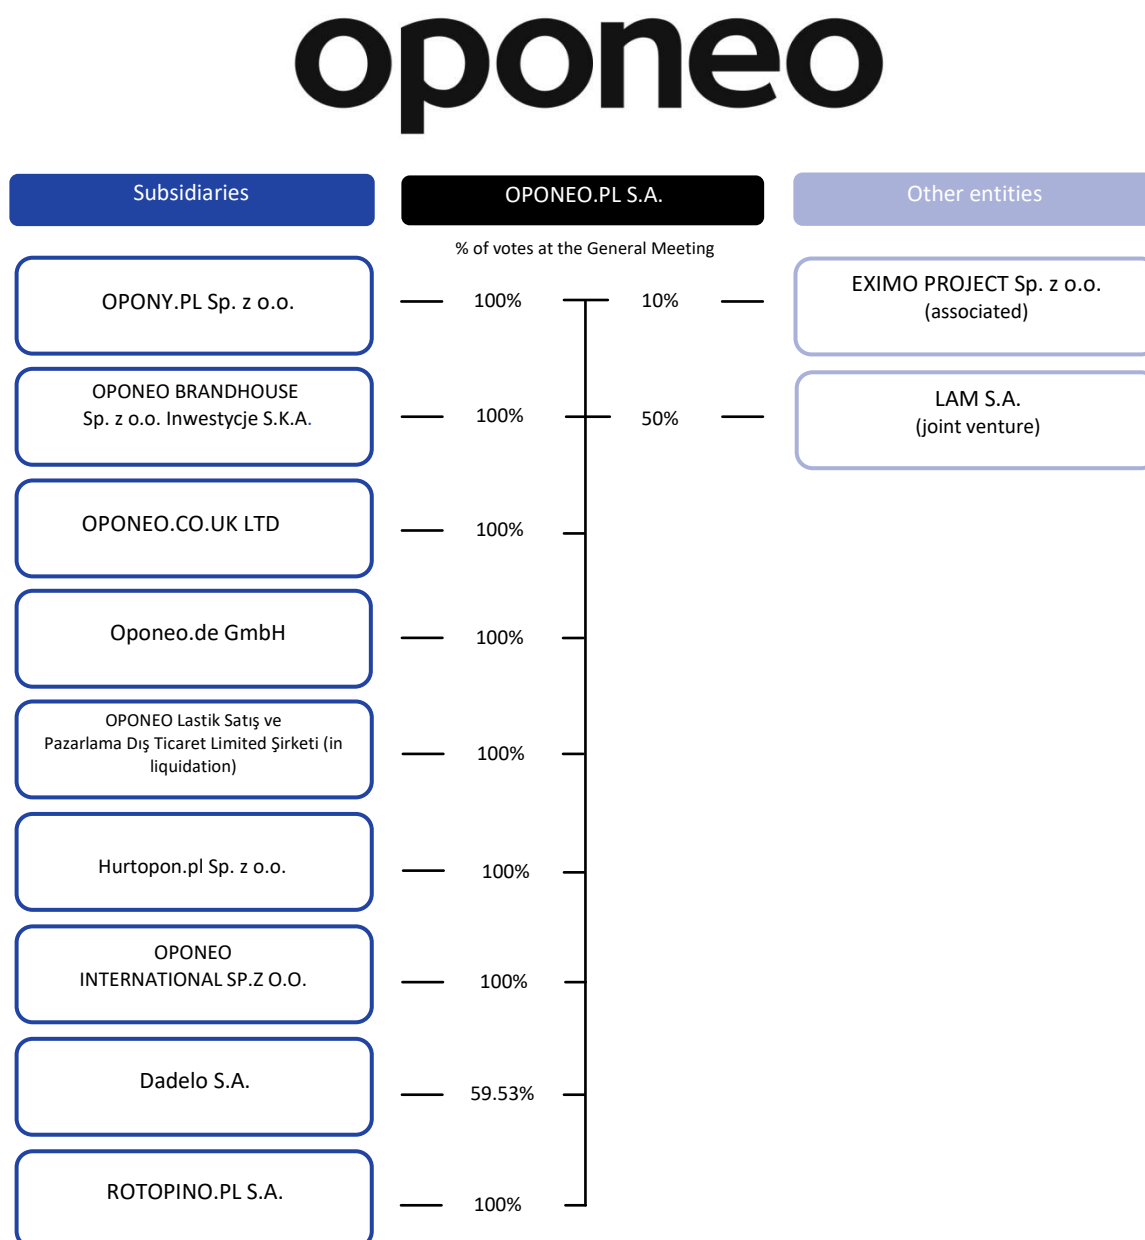 oponeo
Subsidiaries
OPONEO.PL S.A.
Other entities
% of votes at the General Meeting
OPONY.PL Sp. z o.o.
100%
10%
EXIMO PROJECT Sp. z o.o.
(associated)
OPONEO BRANDHOUSE
Sp. z o.o. Inwestycje S.K.A.
100%
50%
LAM S.A.
(joint venture)
OPONEO.CO.UK LTD
100%
Oponeo.de GmbH
100%
OPONEO Lastik Satış ve
Pazarlama Dış Ticaret Limited Şirketi (in
liquidation)
100%
Hurtopon.pl Sp. z o.o.
100%
OPONEO
INTERNATIONAL SP.Z O.O.
100%
Dadelo S.A.
59.53%
ROTOPINO.PL S.A.
100%